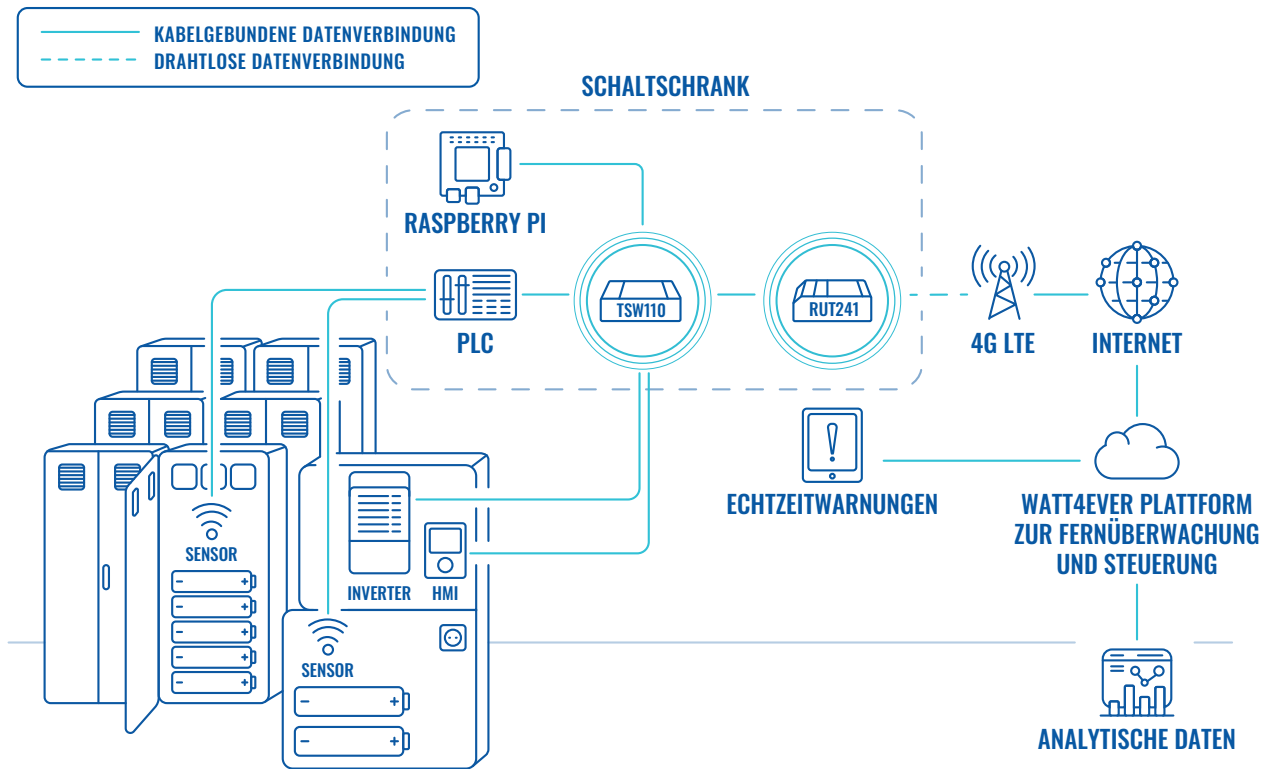 KABELGEBUNDENE DATENVERBINDUNG
DRAHTLOSE DATENVERBINDUNG
SCHALTSCHRANK
RASPBERRY PI
TSW110
RUT241
PLC
4G LTE
INTERNET
ECHTZEITWARNUNGEN
WATT4EVER PLATTFORM
ZUR FERNÜBERWACHUNG
UND STEUERUNG
SENSOR
INVERTER
HMI
SENSOR
ANALYTISCHE DATEN